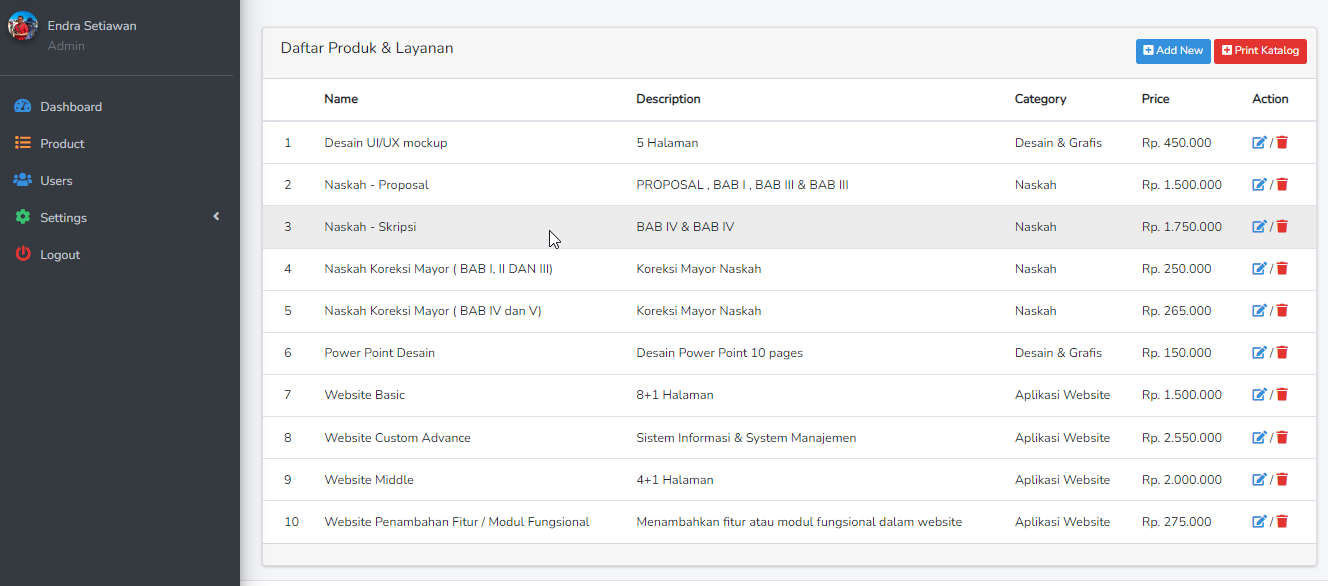 Endra Setiawan
Admin
Dashboard
Product
Users
Settings
Logout
Daftar Produk & Layanan
Add New Print Katalog
Name Description Category Price Action
1 Desain UI/UX mockup 5 Halaman Desain & Grafis Rp. 450.000 /
2 Naskah - Proposal PROPOSAL , BAB I , BAB III & BAB III Naskah Rp. 1.500.000 /
3 Naskah - Skripsi BAB IV & BAB IV Naskah Rp. 1.750.000 /
4 Naskah Koreksi Mayor ( BAB I, II DAN III) Koreksi Mayor Naskah Naskah Rp. 250.000 /
5 Naskah Koreksi Mayor ( BAB IV dan V) Koreksi Mayor Naskah Naskah Rp. 265.000 /
6 Power Point Desain Desain Power Point 10 pages Desain & Grafis Rp. 150.000 /
7 Website Basic 8+1 Halaman Aplikasi Website Rp. 1.500.000 /
8 Website Custom Advance Sistem Informasi & System Manajemen Aplikasi Website Rp. 2.550.000 /
9 Website Middle 4+1 Halaman Aplikasi Website Rp. 2.000.000 /
10 Website Penambahan Fitur / Modul Fungsional Menambahkan fitur atau modul fungsional dalam website Aplikasi Website Rp. 275.000 /